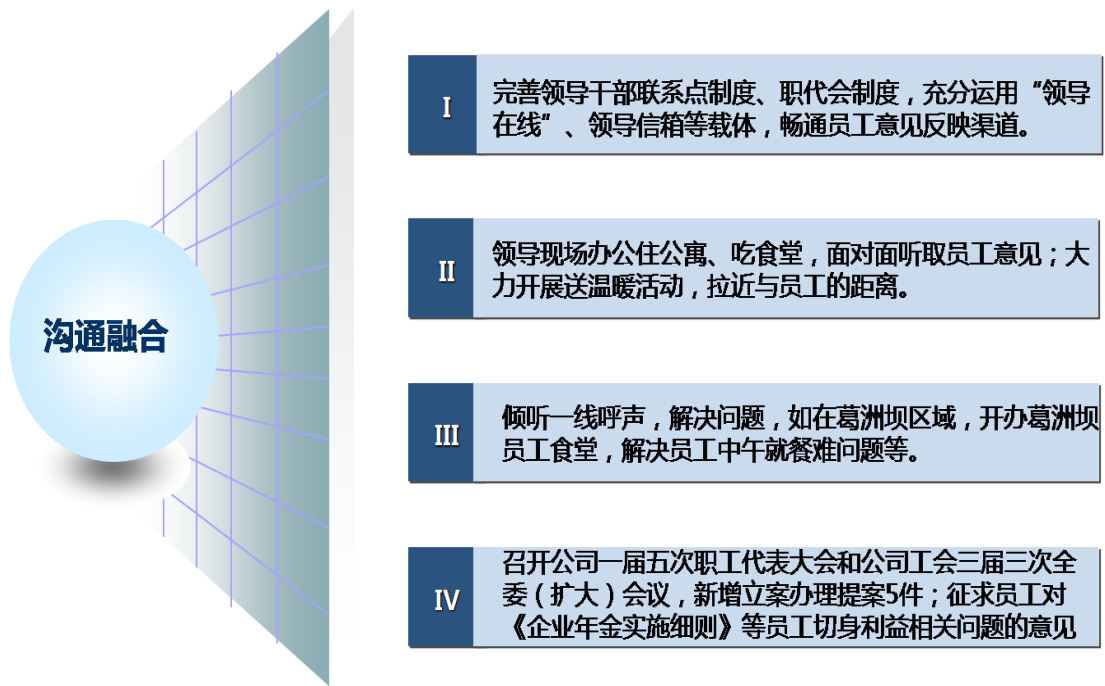 沟通融合
I
完善领导干部联系点制度、职代会制度，充分运用“领导
在线”、领导信箱等载体，畅通员工意见反映渠道。
II
领导现场办公住公寓、吃食堂，面对面听取员工意见；大
力开展送温暖活动，拉近与员工的距离。
III
倾听一线呼声，解决问题，如在葛洲坝区域，开办葛洲坝
员工食堂，解决员工中午就餐难问题等。
IV
召开公司一届五次职工代表大会和公司工会三届三次全
委（扩大）会议，新增立案办理提案5件；征求员工对
《企业年金实施细则》等员工切身利益相关问题的意见